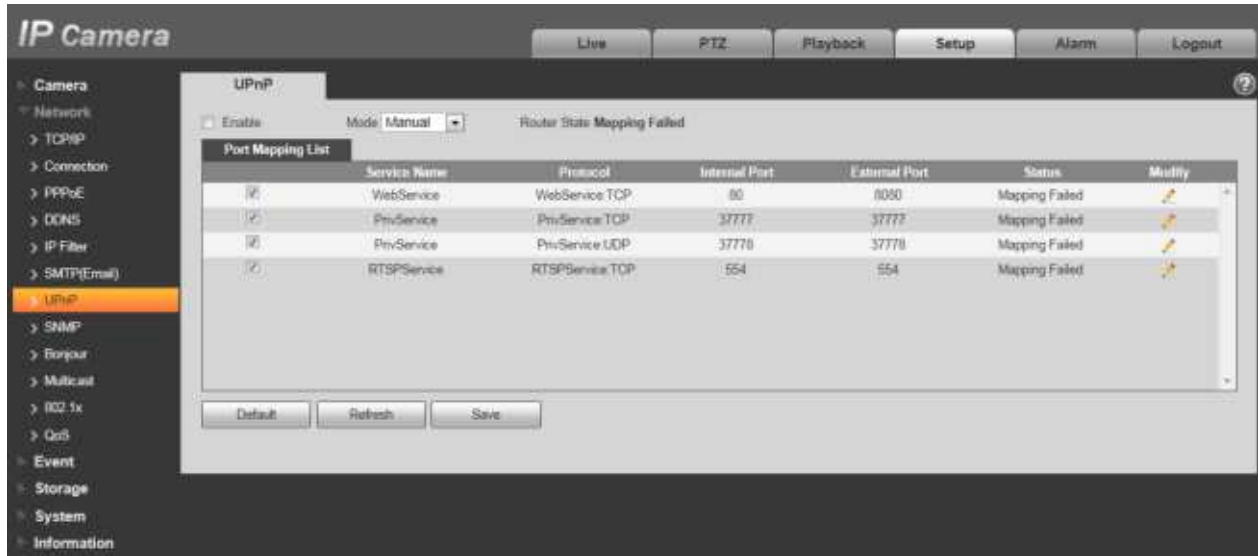 IP Camera
Live PTZ Playback Setup Alarm Logout
Camera
Network
> TCP/IP
> Connection
> PPPoE
> DDNS
> IP Filter
> SMTP(Email)
> UPnP
> SNMP
> Bonjour
> Multicast
> 802.1x
> QoS
Event
Storage
System
Information
UPnP
?
Enable Mode Manual Router State Mapping Failed
Port Mapping List
Service Name Protocol Internal Port External Port Status Modify
WebService WebService:TCP 80 8080 Mapping Failed
PrivService PrivService:TCP 37777 37777 Mapping Failed
PrivService PrivService:UDP 37778 37778 Mapping Failed
RTSPService RTSPService:TCP 554 554 Mapping Failed
Default Refresh Save